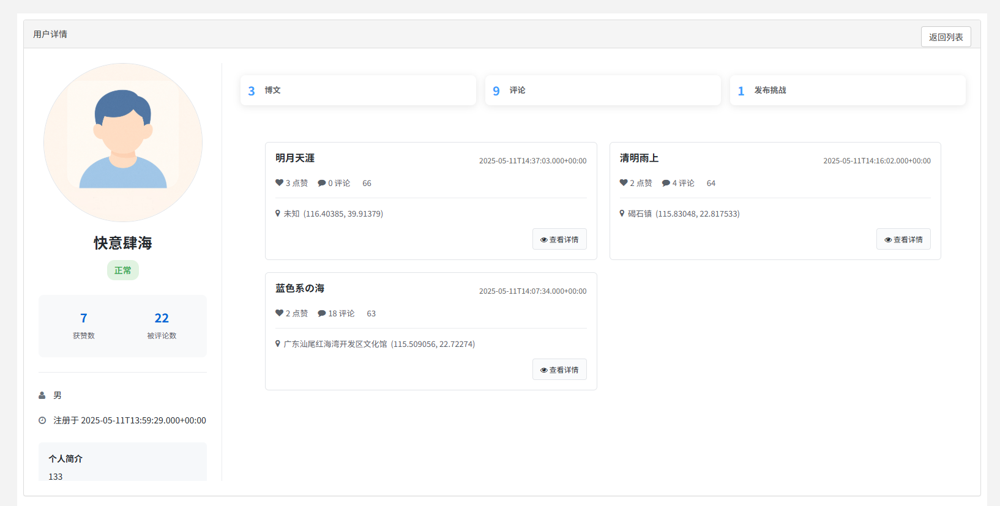 用户详情
返回列表
快意肆海
正常
7
22
获赞数
被评论数
男
注册于 2025-05-11T13:59:29.000+00:00
个人简介
133
3 博文
9 评论
1 发布挑战
明月天涯
2025-05-11T14:37:03.000+00:00
3 点赞 0 评论 66
未知 (116.40385, 39.91379)
查看详情
清明雨上
2025-05-11T14:16:02.000+00:00
2 点赞 4 评论 64
碣石镇 (115.83048, 22.817533)
查看详情
蓝色系の海
2025-05-11T14:07:34.000+00:00
2 点赞 18 评论 63
广东汕尾红海湾开发区文化馆 (115.509056, 22.72274)
查看详情